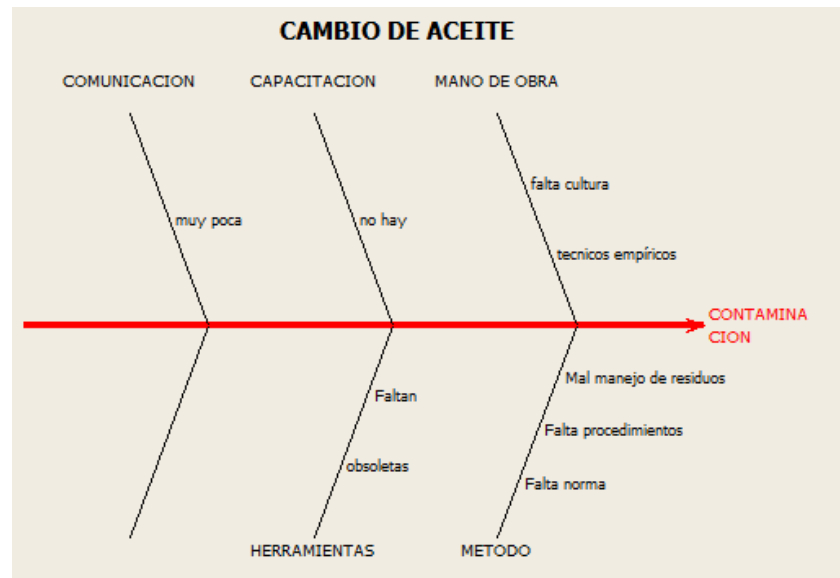 CAMBIO DE ACEITE
COMUNICACION
CAPACITACION
MANO DE OBRA
falta cultura
muy poca
no hay
tecnicos empíricos
CONTAMINA
CION
Mal manejo de residuos
Faltan
Falta procedimientos
obsoletas
Falta norma
HERRAMIENTAS
METODO